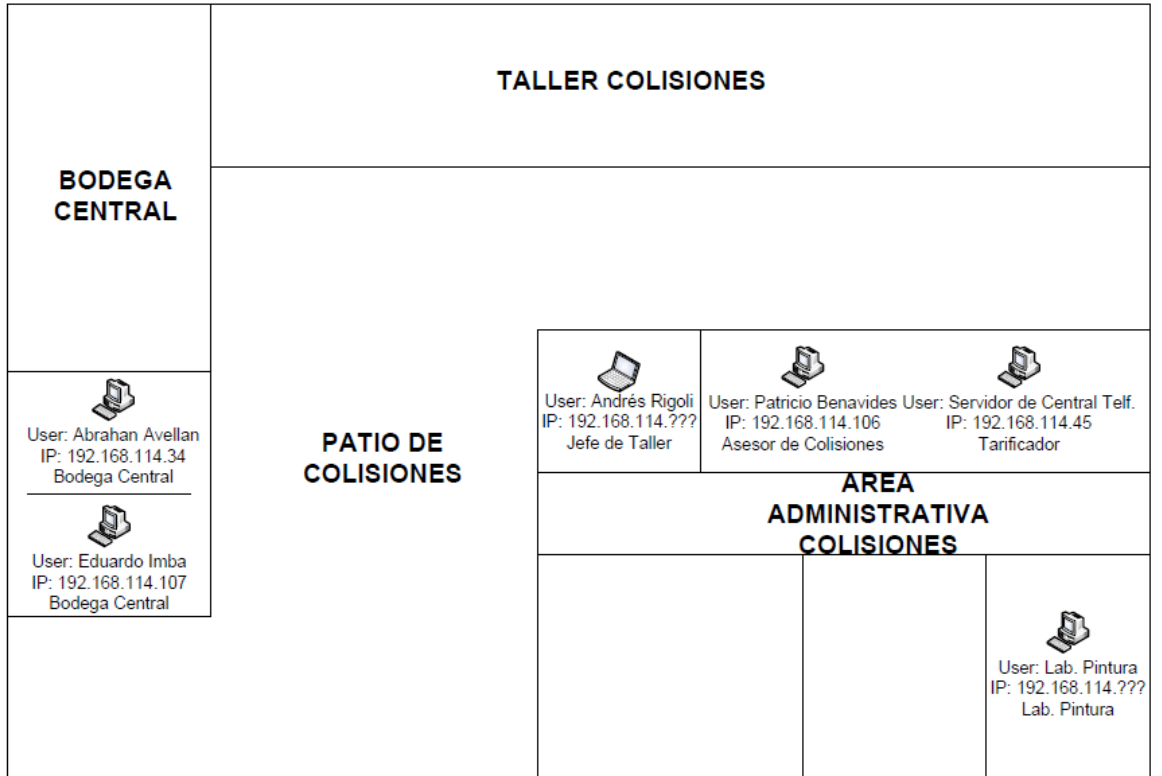 TALLER COLISIONES
BODEGA
CENTRAL
User: Abrahan Avellan
IP: 192.168.114.34
Bodega Central
User: Eduardo Imba
IP: 192.168.114.107
Bodega Central
PATIO DE
COLISIONES
User: Andrés Rigoli
IP: 192.168.114.???
Jefe de Taller
User: Patricio Benavides
IP: 192.168.114.106
Asesor de Colisiones
User: Servidor de Central Telf.
IP: 192.168.114.45
Tarificador
AREA
ADMINISTRATIVA
COLISIONES
User: Lab. Pintura
IP: 192.168.114.???
Lab. Pintura